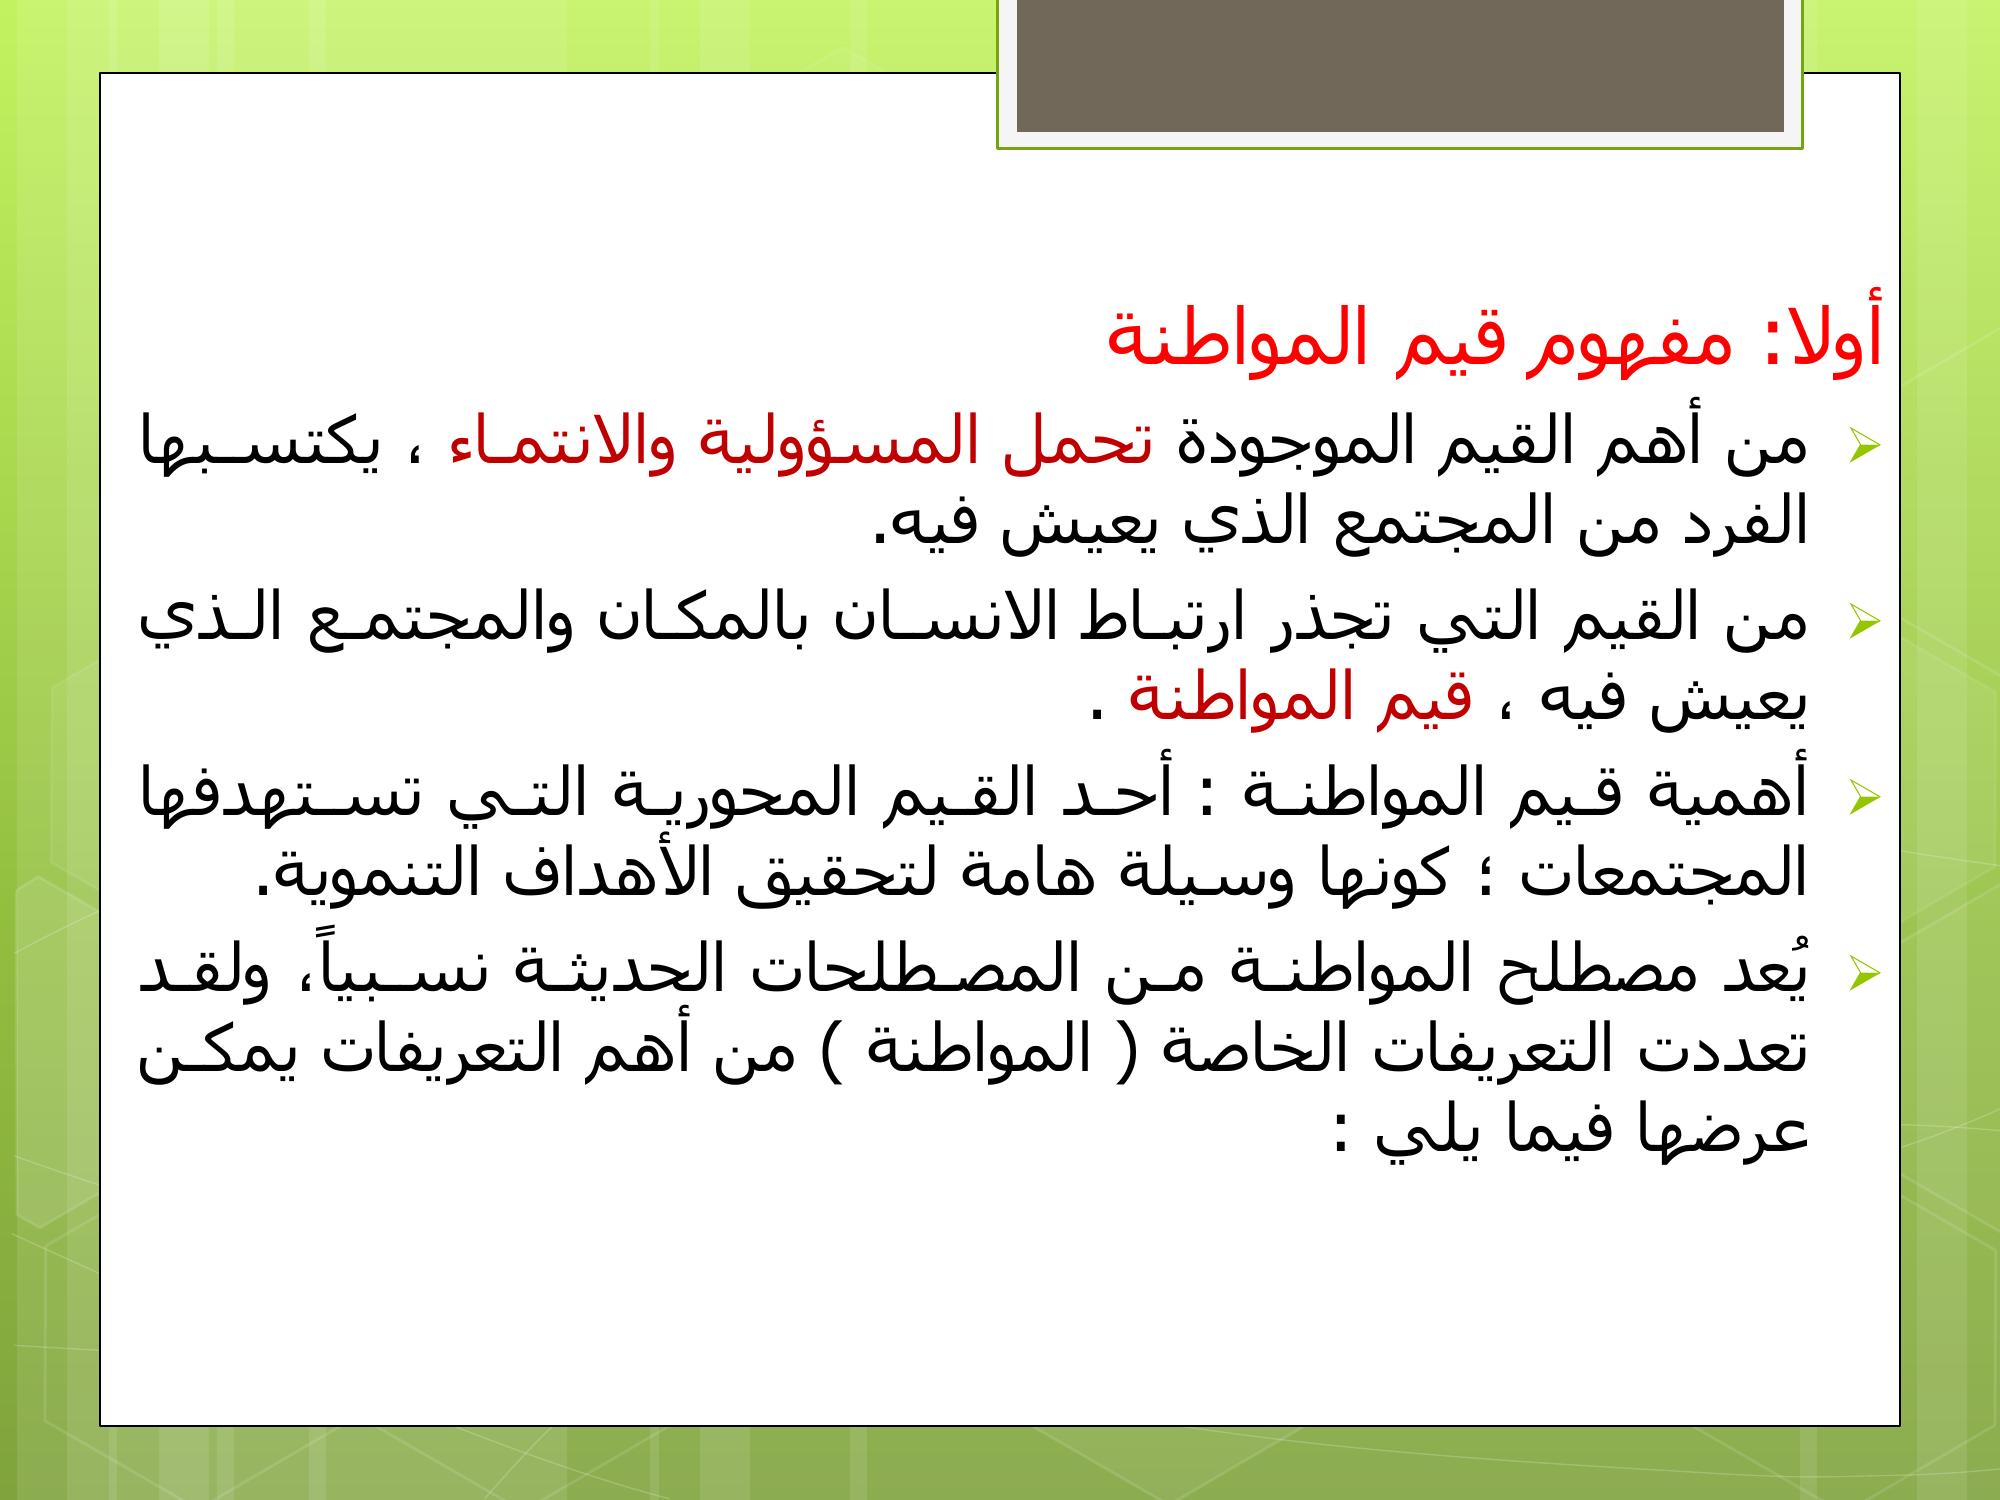 أولا: مفهوم قيم المواطنة
من أهم القيم الموجودة تحمل المسؤولية والانتماء ، يكتسبها
الفرد من المجتمع الذي يعيش فيه.
من القيم التي تجذر ارتباط الانسان بالمكان والمجتمع الذي
يعيش فيه ، قيم المواطنة .
أهمية قيم المواطنة : أحد القيم المحورية التي تستهدفها
المجتمعات ؛ كونها وسيلة هامة لتحقيق الأهداف التنموية.
يُعد مصطلح المواطنة من المصطلحات الحديثة نسبياً، ولقد
تعددت التعريفات الخاصة ( المواطنة ) من أهم التعريفات يمكن
عرضها فيما يلي :